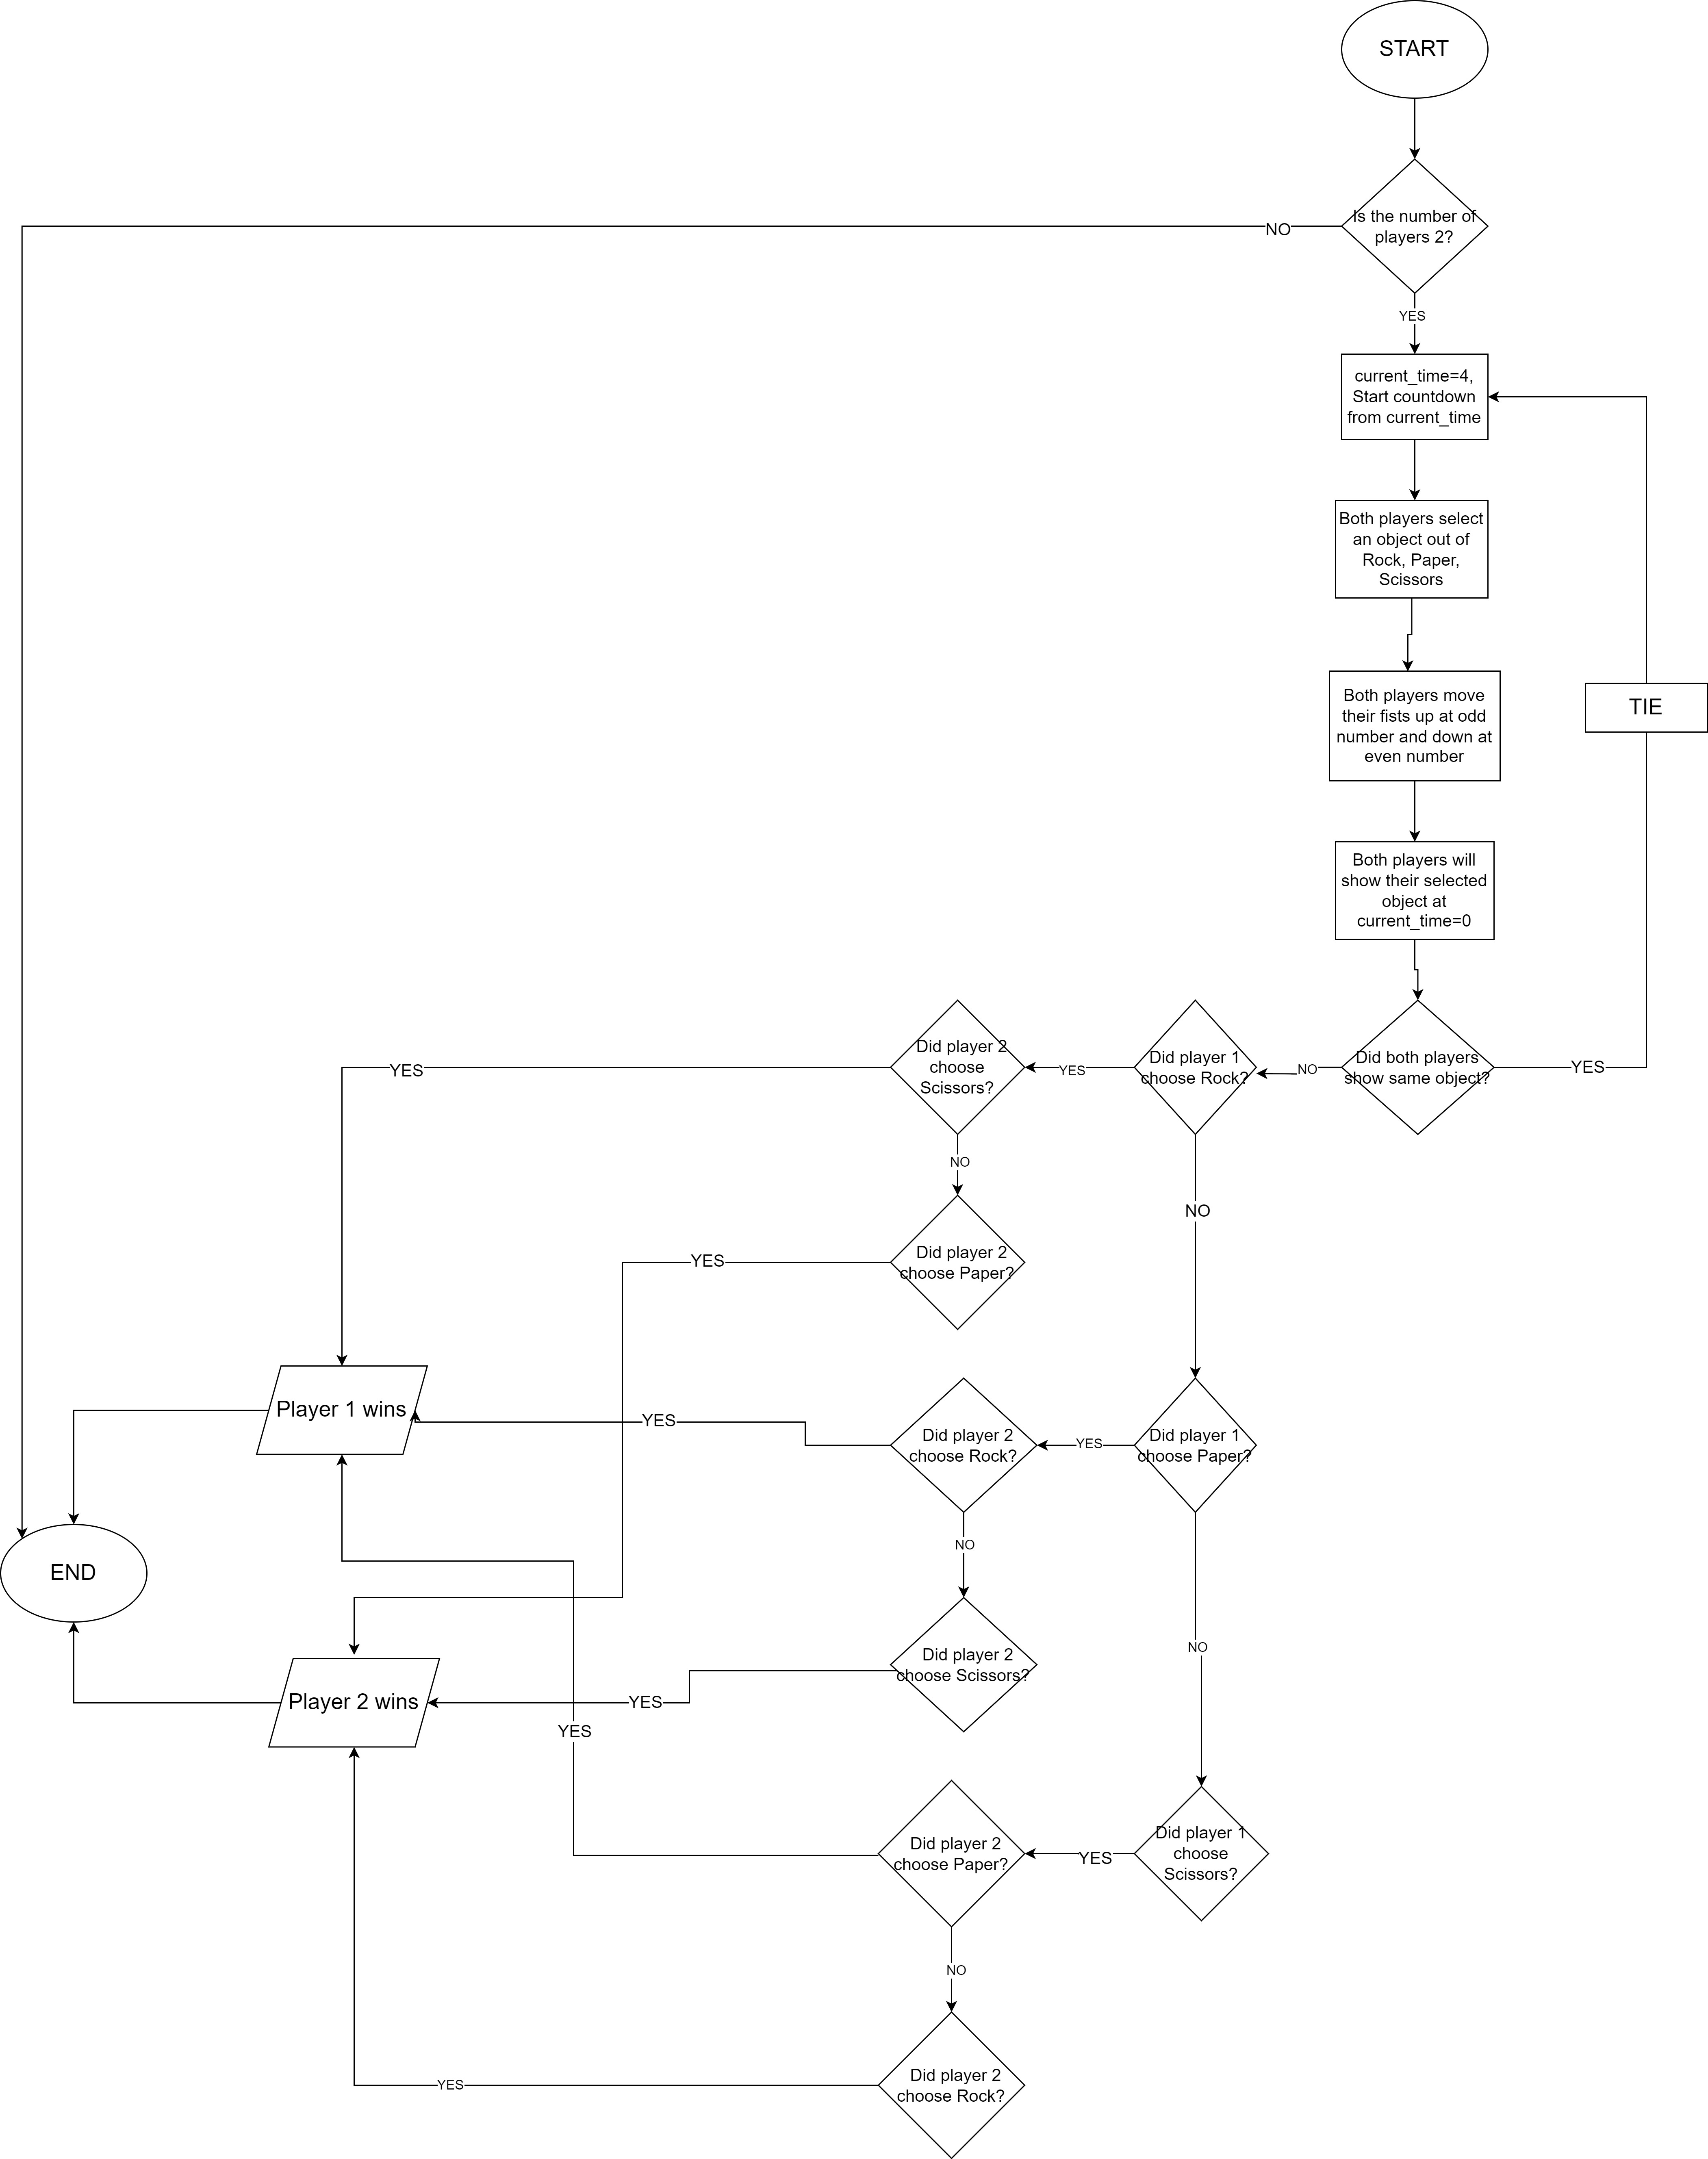 START
Is the number of
players 2?
NO
YES
current_time=4,
Start countdown
from current_time
Both players select
an object out of
Rock, Paper,
Scissors
Both players move
their fists up at odd
number and down at
even number
TIE
Both players will
show their selected
object at
current_time=0
Did both players
show same object?
YES
NO
Did player 1
choose Rock?
YES
Did player 2
choose
Scissors?
YES
NO
NO
Did player 2
choose Paper?
YES
Player 1 wins
YES
Did player 2
choose Rock?
YES
Did player 1
choose Paper?
NO
END
NO
Did player 2
choose Scissors?
YES
Player 2 wins
YES
Did player 2
choose Paper?
YES
Did player 1
choose
Scissors?
NO
Did player 2
choose Rock?
YES